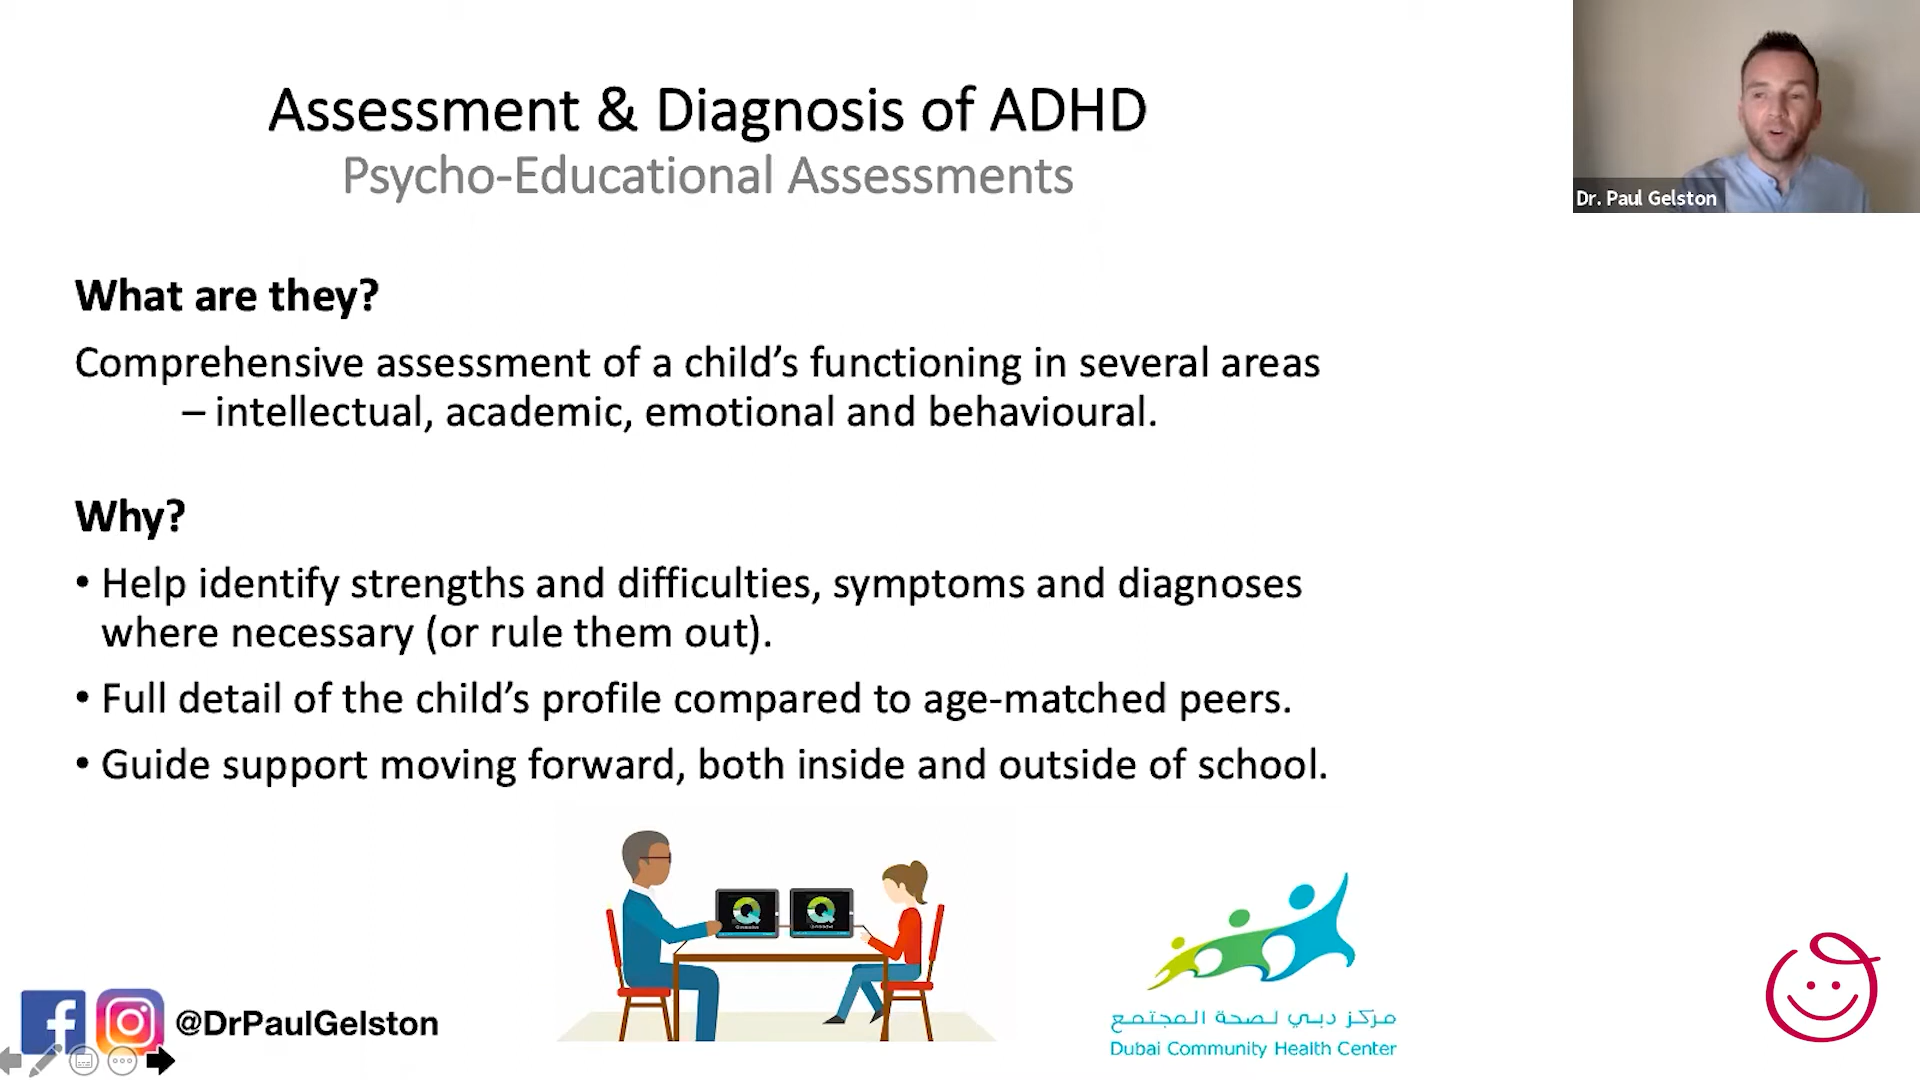 Assessment & Diagnosis of ADHD
Psycho-Educational Assessments
Dr. Paul Gelston
What are they?
Comprehensive assessment of a child’s functioning in several areas
– intellectual, academic, emotional and behavioural.
Why?
• Help identify strengths and difficulties, symptoms and diagnoses
where necessary (or rule them out).
• Full detail of the child’s profile compared to age-matched peers.
• Guide support moving forward, both inside and outside of school.
@DrPaulGelston
مركز دبي لصحة المجتمع
Dubai Community Health Center